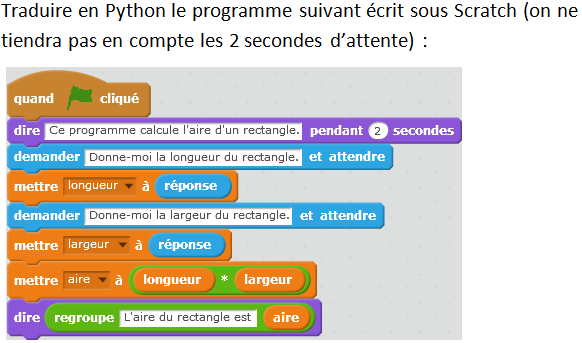 Traduire en Python le programme suivant écrit sous Scratch (on ne
tiendra pas en compte les 2 secondes d’attente) :
quand cliqué
dire Ce programme calcule l'aire d'un rectangle. pendant 2 secondes
demander Donne-moi la longueur du rectangle. et attendre
mettre longueur à réponse
demander Donne-moi la largeur du rectangle. et attendre
mettre largeur à réponse
mettre aire à longueur * largeur
dire regroupe L'aire du rectangle est aire